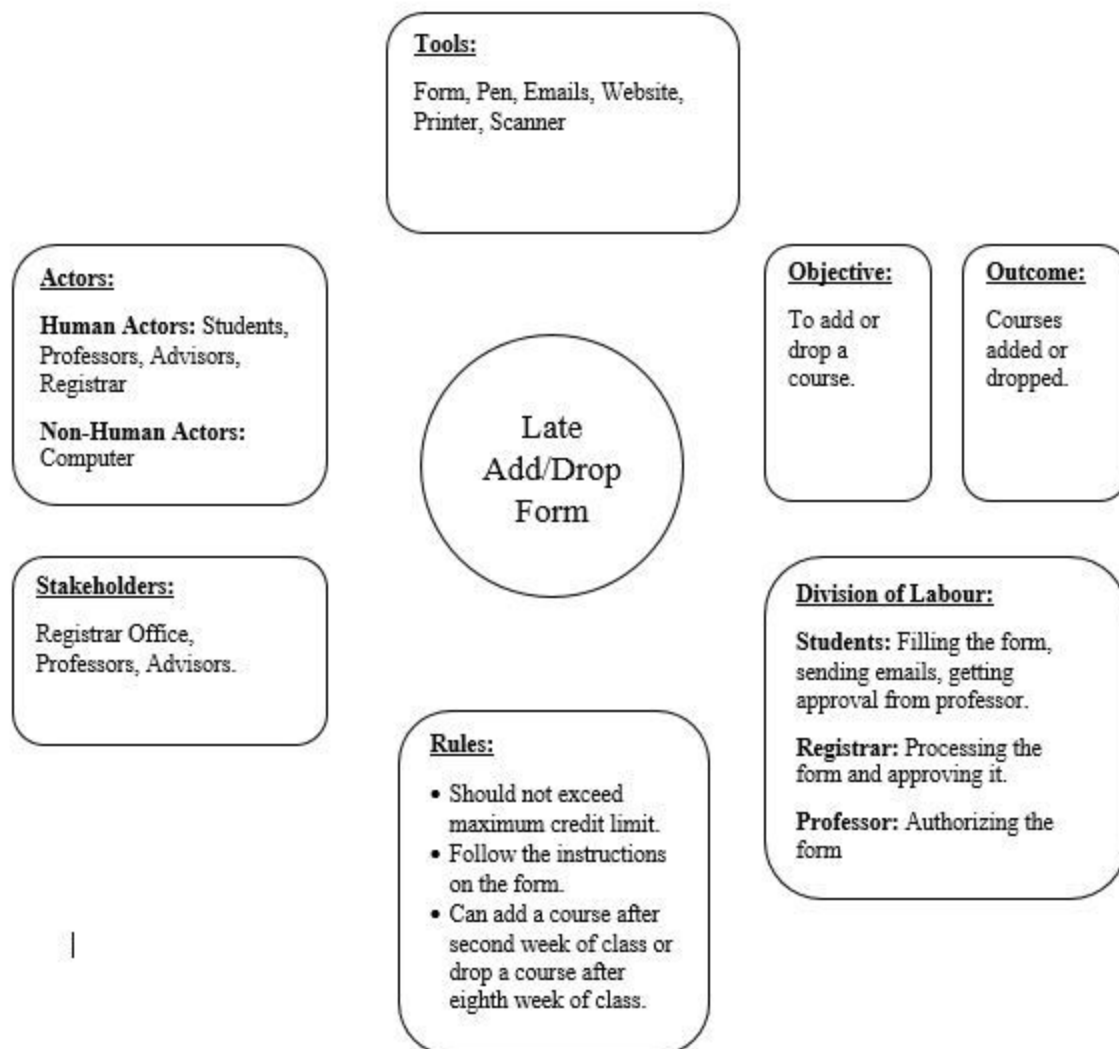 Tools:
Form, Pen, Emails, Website,
Printer, Scanner
Actors:
Human Actors: Students,
Professors, Advisors,
Registrar
Non-Human Actors:
Computer
Objective:
To add or
drop a
course.
Outcome:
Courses
added or
dropped.
Late
Add/Drop
Form
Stakeholders:
Registrar Office,
Professors, Advisors.
Division of Labour:
Students: Filling the form,
sending emails, getting
approval from professor.
Registrar: Processing the
form and approving it.
Professor: Authorizing the
form
Rules:
• Should not exceed
maximum credit limit.
• Follow the instructions
on the form.
• Can add a course after
second week of class or
drop a course after
eighth week of class.